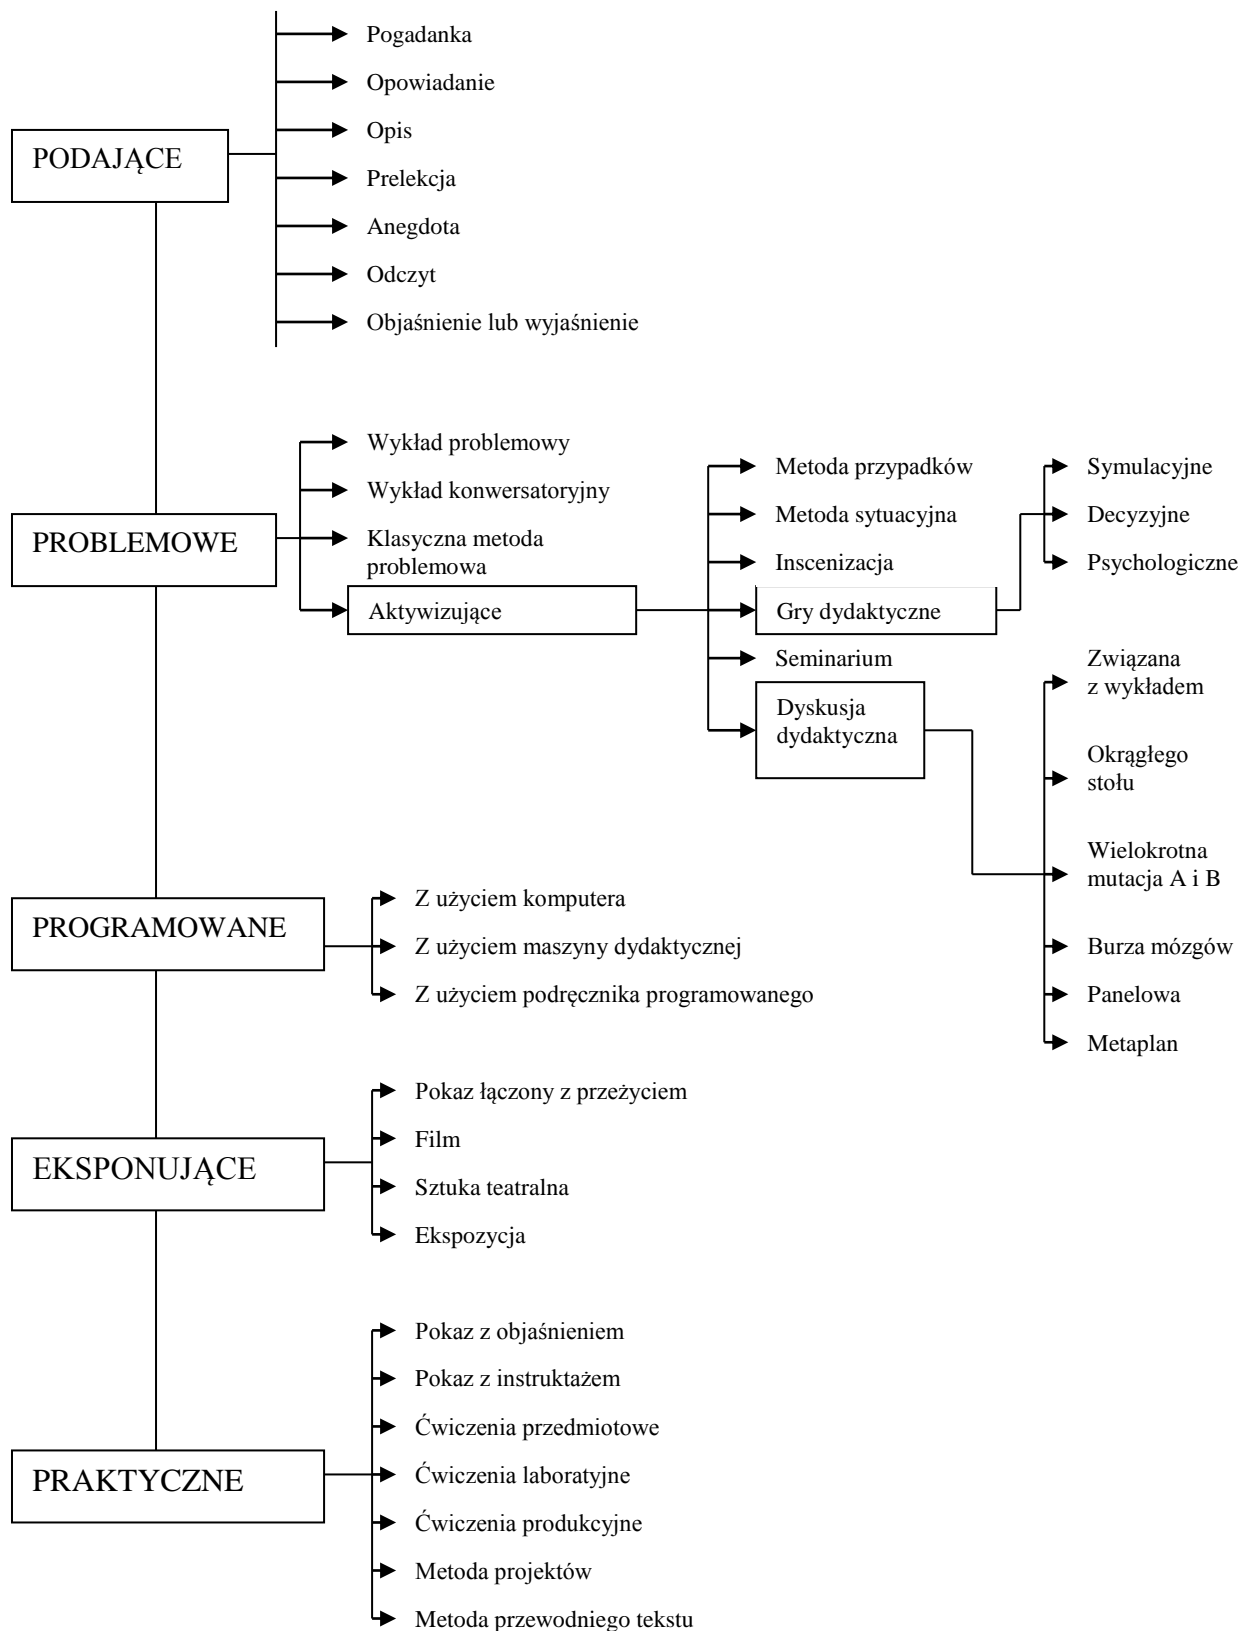 Pogadanka
Opowiadanie
Opis
PODAJĄCE
Prelekcja
Anegdota
Odczyt
Objaśnienie lub wyjaśnienie
PROBLEMOWE
Wykład problemowy
Wykład konwersatoryjny
Klasyczna metoda
problemowa
Aktywizujące
Metoda przypadków
Metoda sytuacyjna
Inscenizacja
Gry dydaktyczne
Seminarium
Dyskusja
dydaktyczna
Symulacyjne
Decyzyjne
Psychologiczne
Związana
z wykładem
Okrągłego
stołu
Wielokrotna
mutacja A i B
Burza mózgów
Panelowa
Metaplan
PROGRAMOWANE
Z użyciem komputera
Z użyciem maszyny dydaktycznej
Z użyciem podręcznika programowanego
EKSPONUJĄCE
Pokaz łączony z przeżyciem
Film
Sztuka teatralna
Ekspozycja
PRAKTYCZNE
Pokaz z objaśnieniem
Pokaz z instruktażem
Ćwiczenia przedmiotowe
Ćwiczenia laboratyjne
Ćwiczenia produkcyjne
Metoda projektów
Metoda przewodniego tekstu